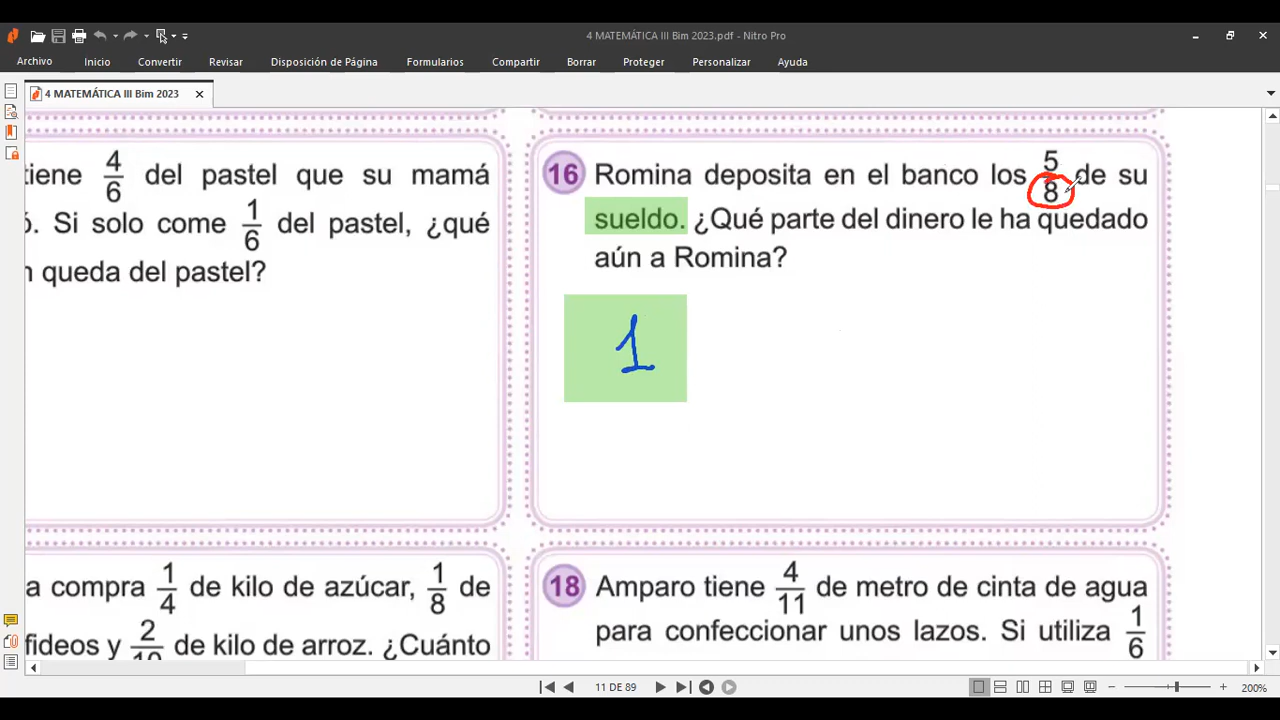 4 MATEMÁTICA III Bim 2023.pdf - Nitro Pro
Archivo Inicio Convertir Revisar Disposición de Página Formularios Compartir Borrar Proteger Personalizar Ayuda
4 MATEMÁTICA III Bim 2023
tiene 4/6 del pastel que su mamá
ó. Si solo come 1/6 del pastel, ¿qué
n queda del pastel?
16 Romina deposita en el banco los 5/8 de su
sueldo. ¿Qué parte del dinero le ha quedado
aún a Romina?
1
a compra 1/4 de kilo de azúcar, 1/8 de
fideos y 2/10 de kilo de arroz. ¿Cuánto
18 Amparo tiene 4/11 de metro de cinta de agua
para confeccionar unos lazos. Si utiliza 1/6
11 DE 89
200%